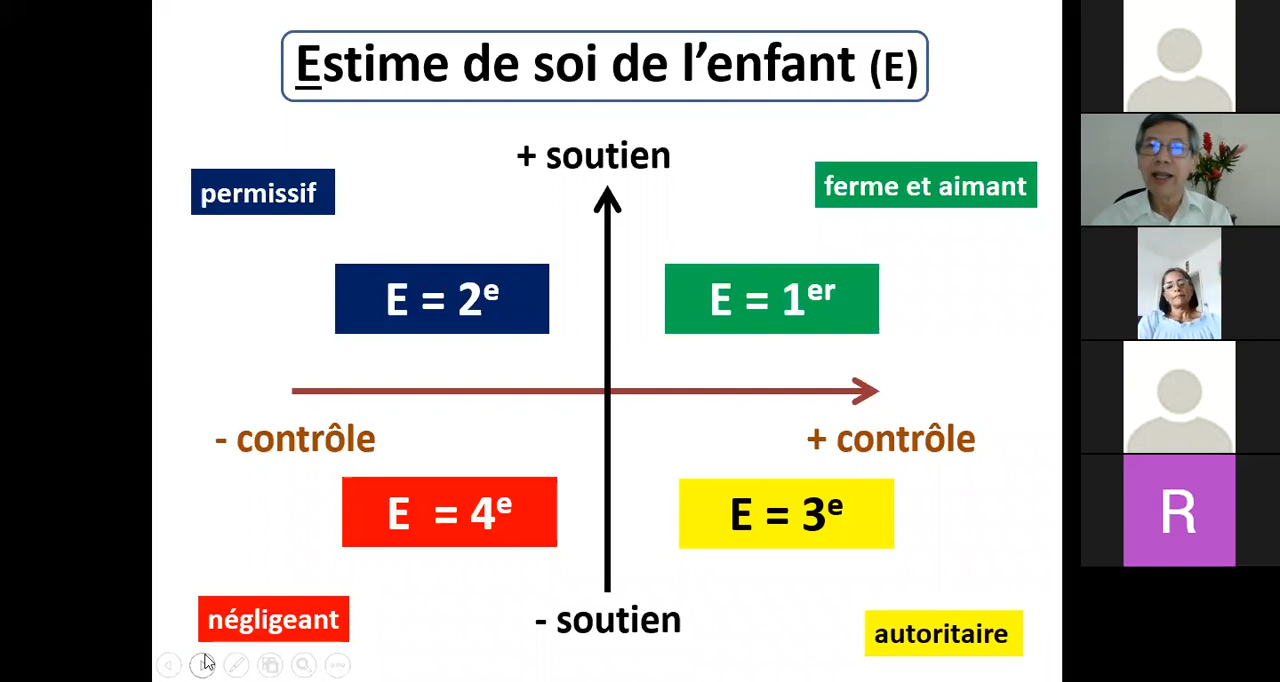 Estime de soi de l’enfant (E)
+ soutien
permissif
ferme et aimant
E = 2e
E = 1er
- contrôle
+ contrôle
E = 4e
E = 3e
négligeant
- soutien
autoritaire
R